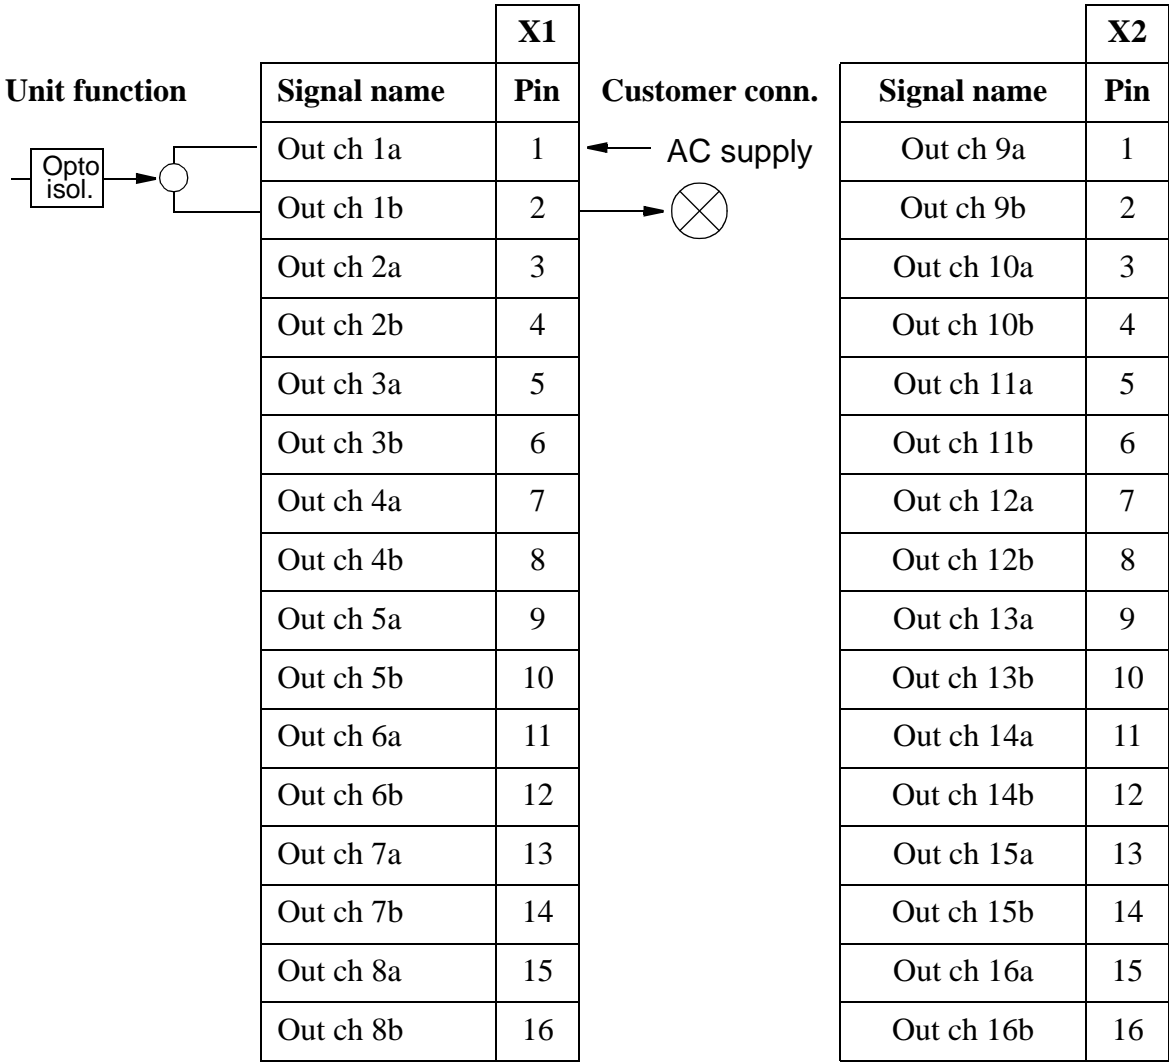 X1 X2
Unit function Signal name Pin Customer conn. Signal name Pin
Opto
isol.
Out ch 1a 1 AC supply Out ch 9a 1
Out ch 1b 2 Out ch 9b 2
Out ch 2a 3 Out ch 10a 3
Out ch 2b 4 Out ch 10b 4
Out ch 3a 5 Out ch 11a 5
Out ch 3b 6 Out ch 11b 6
Out ch 4a 7 Out ch 12a 7
Out ch 4b 8 Out ch 12b 8
Out ch 5a 9 Out ch 13a 9
Out ch 5b 10 Out ch 13b 10
Out ch 6a 11 Out ch 14a 11
Out ch 6b 12 Out ch 14b 12
Out ch 7a 13 Out ch 15a 13
Out ch 7b 14 Out ch 15b 14
Out ch 8a 15 Out ch 16a 15
Out ch 8b 16 Out ch 16b 16